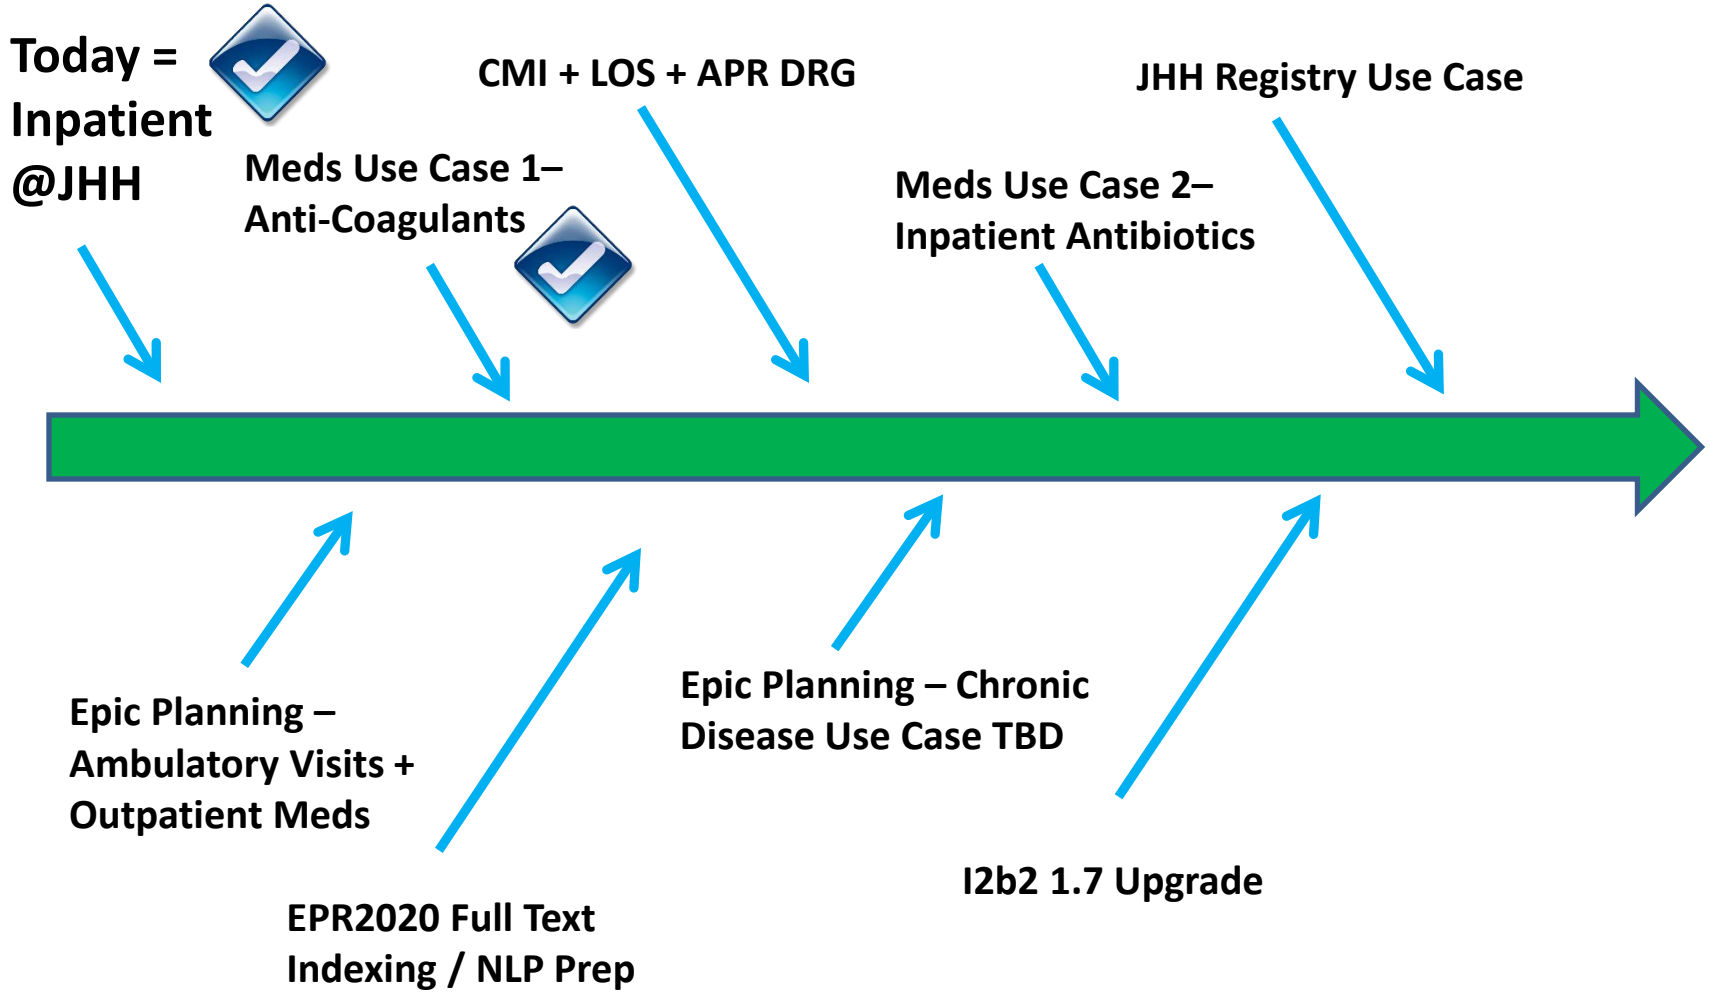 Today =
Inpatient
@JHH
Meds Use Case 1–
Anti-Coagulants
CMI + LOS + APR DRG
Meds Use Case 2–
Inpatient Antibiotics
JHH Registry Use Case
Epic Planning –
Ambulatory Visits +
Outpatient Meds
EPR2020 Full Text
Indexing / NLP Prep
Epic Planning – Chronic
Disease Use Case TBD
I2b2 1.7 Upgrade